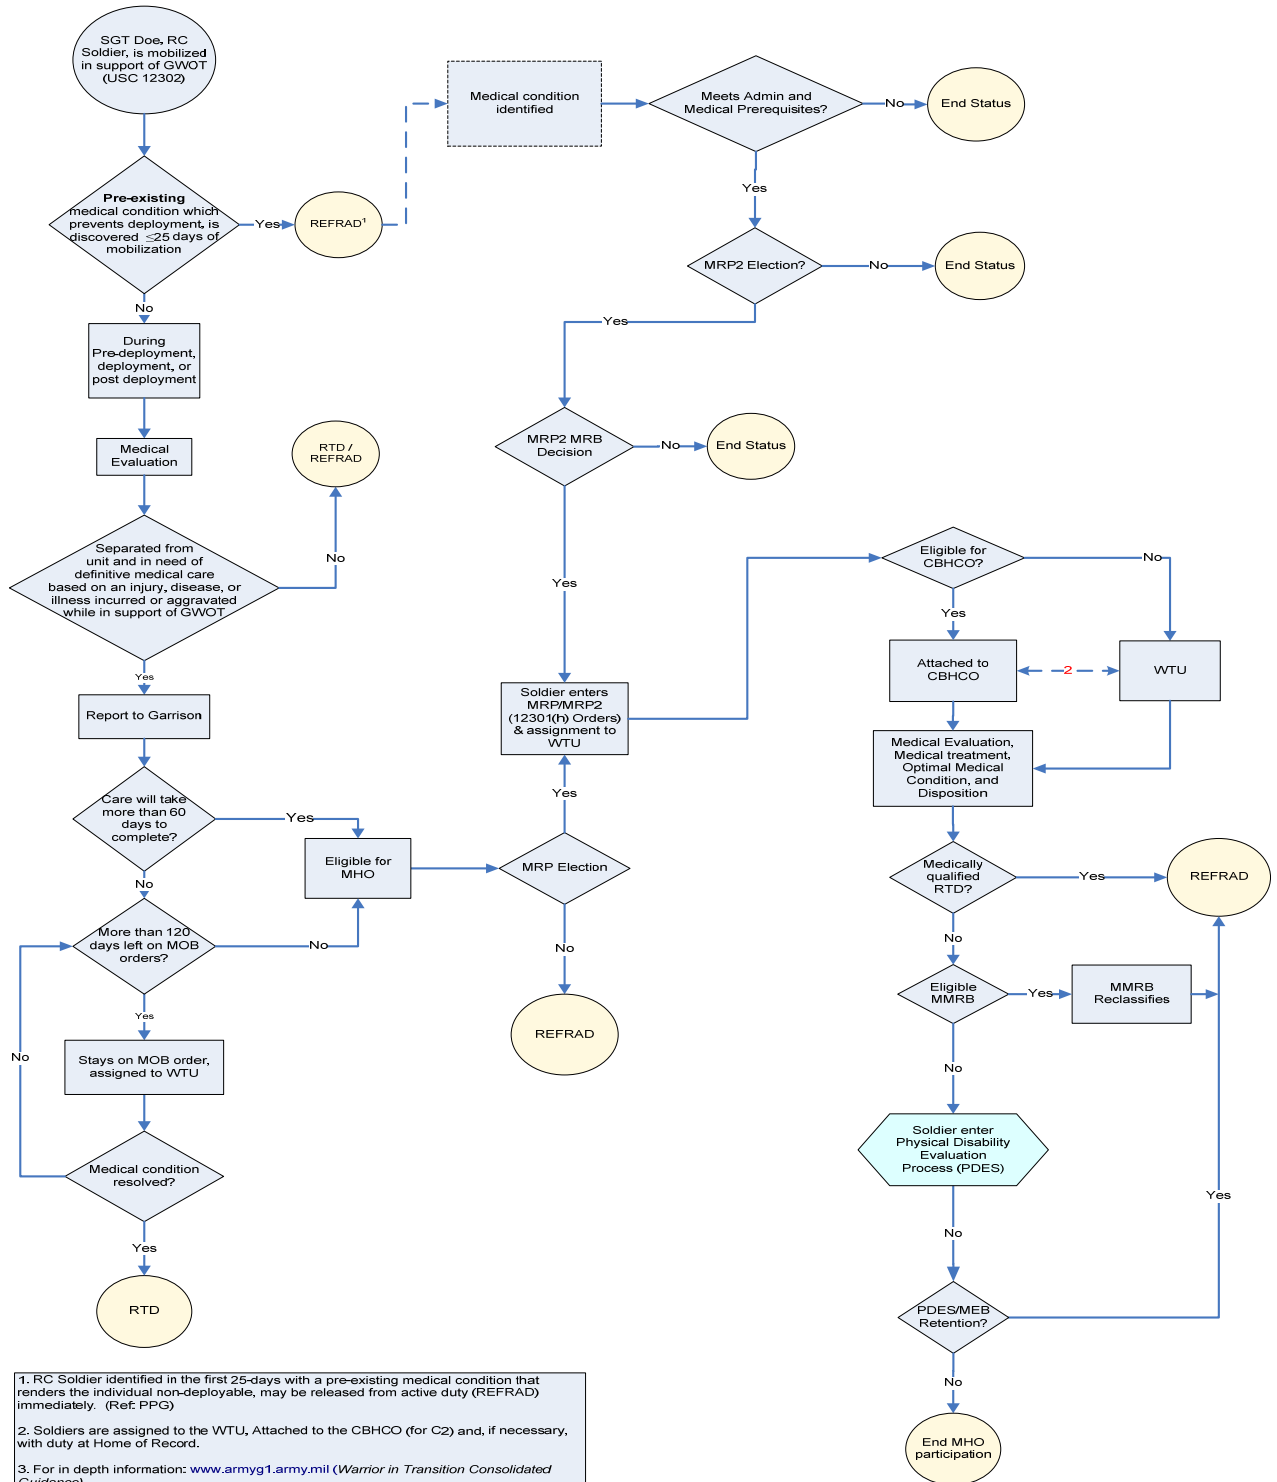 SGT Doe, RC
Soldier, is mobilized
in support of GWOT
(USC 12302)
Pre-existing
medical condition which
prevents deployment, is
discovered ≤25 days of
mobilization
Yes
REFRAD¹
No
During
Pre-deployment,
deployment, or
post deployment
Medical
Evaluation
RTD /
REFRAD
No
Separated from
unit and in need of
definitive medical care
based on an injury, disease, or
illness incurred or aggravated
while in support of GWOT
Yes
Report to Garrison
Care will take
more than 60
days to
complete?
Yes
No
Eligible for
MHO
More than 120
days left on MOB
orders?
No
Yes
Stays on MOB order,
assigned to WTU
No
Medical condition
resolved?
Yes
RTD
Medical condition
identified
Meets Admin and
Medical Prerequisites?
No
End Status
Yes
MRP2 Election?
No
End Status
Yes
MRP2 MRB
Decision
No
End Status
Yes
Soldier enters
MRP/MRP2
(12301(h) Orders)
& assignment to
WTU
Yes
MRP Election
No
REFRAD
Eligible for
CBHCO?
No
Yes
Attached to
CBHCO
2
WTU
Medical Evaluation,
Medical treatment,
Optimal Medical
Condition, and
Disposition
Medically
qualified
RTD?
Yes
REFRAD
No
Eligible
MMRB
Yes
MMRB
Reclassifies
No
Soldier enter
Physical Disability
Evaluation
Process (PDES)
Yes
No
PDES/MEB
Retention?
No
End MHO
participation
1. RC Soldier identified in the first 25-days with a pre-existing medical condition that
renders the individual non-deployable, may be released from active duty (REFRAD)
immediately. (Ref: PPG)
2. Soldiers are assigned to the WTU, Attached to the CBHCO (for C2) and, if necessary,
with duty at Home of Record.
3. For in depth information: www.armyg1.army.mil (Warrior in Transition Consolidated